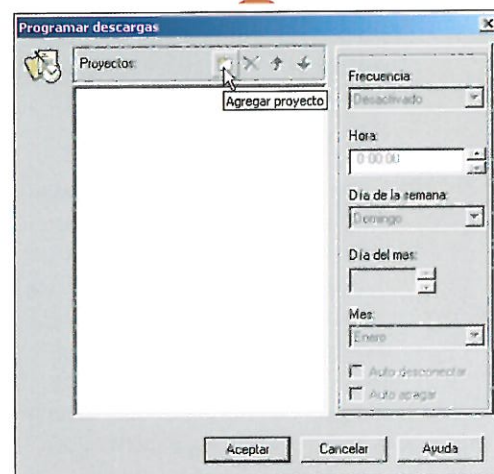 Programar descargas
Proyectos:
Agregar proyecto
Frecuencia:
Desactivado
Hora:
0:00:00
Día de la semana:
Domingo
Día del mes:
Mes:
Enero
Auto desconectar
Auto apagar
Aceptar
Cancelar
Ayuda